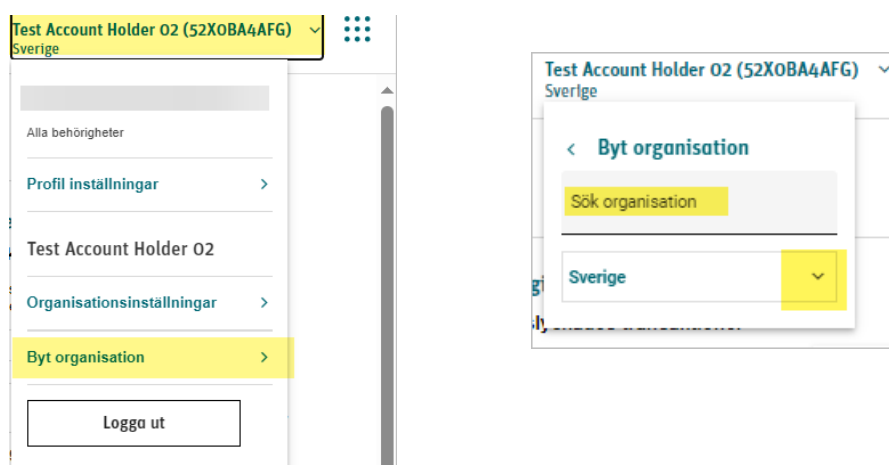 Test Account Holder 02 (52X0BA4AFG)
Sverige
Alla behörigheter
Profil inställningar
Test Account Holder 02
Organisationsinställningar
Byt organisation
Logga ut
Test Account Holder 02 (52X0BA4AFG)
Sverige
Byt organisation
Sök organisation
Sverige